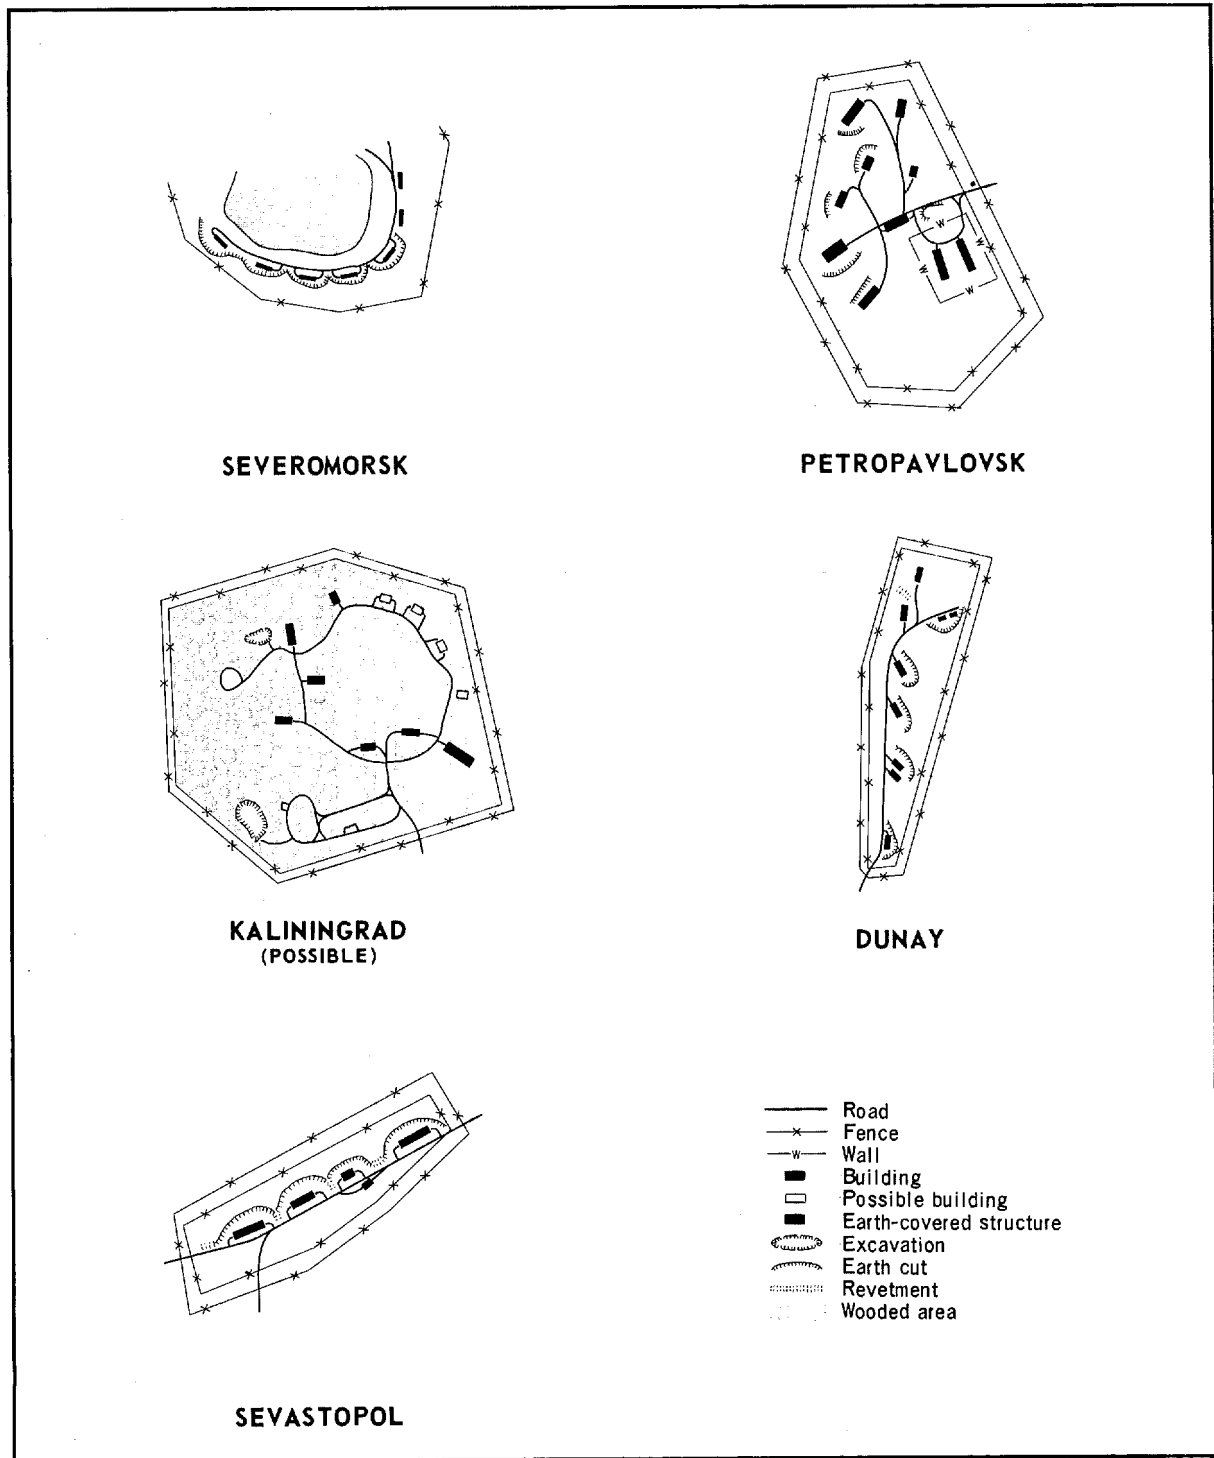 SEVEROMORSK
PETROPAVLOVSK
W
W
W
W
KALININGRAD
(POSSIBLE)
DUNAY
SEVASTOPOL
Road
Fence
W Wall
Building
Possible building
Earth-covered structure
Excavation
Earth cut
Revetment
Wooded area